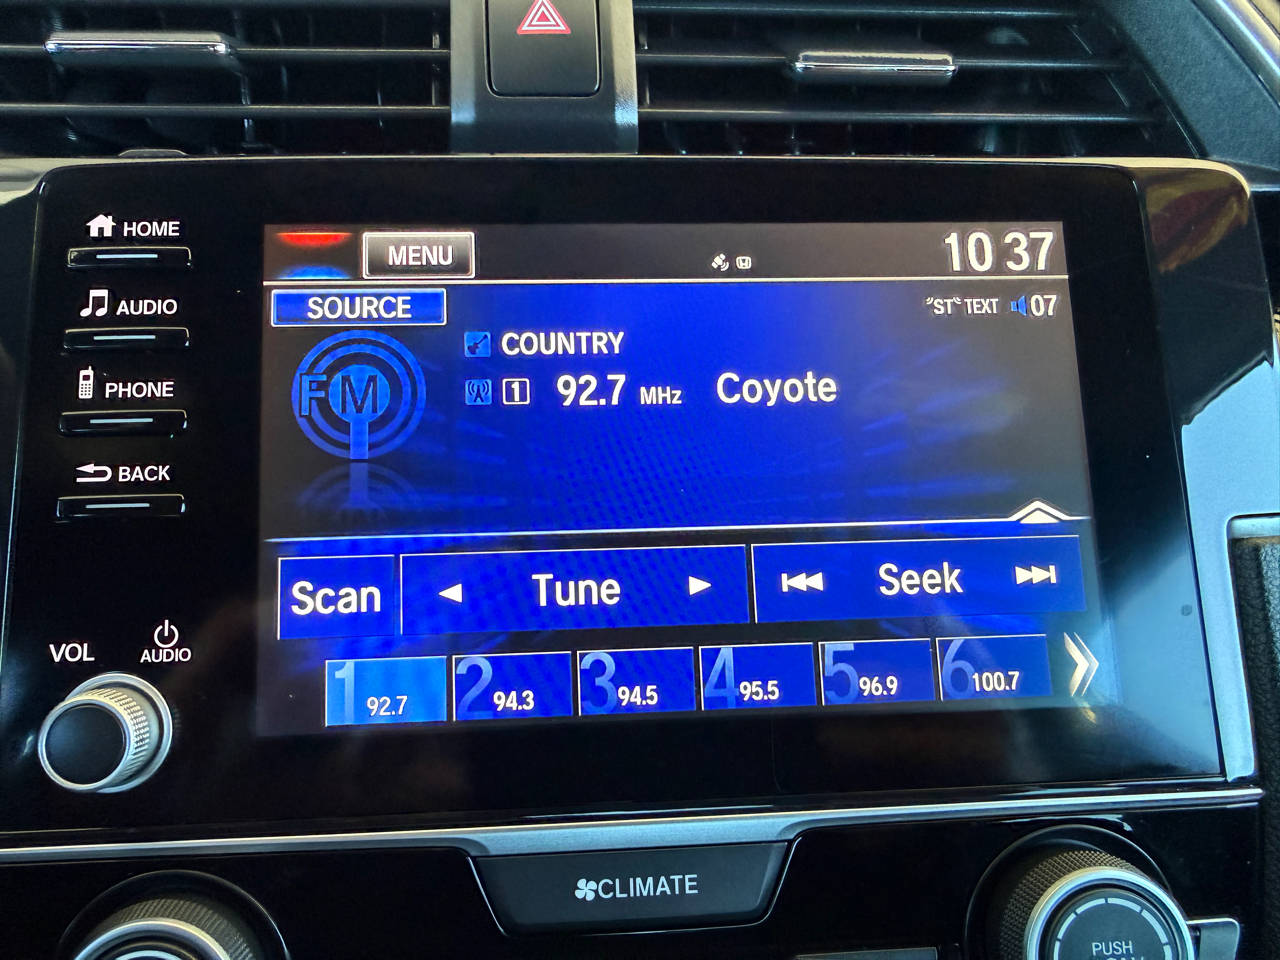 HOME
MENU
10 37
SOURCE
"ST" TEXT 07
AUDIO
COUNTRY
FM
1 92.7 MHz Coyote
PHONE
BACK
Scan
Tune
Seek
VOL
AUDIO
1 92.7
2 94.3
3 94.5
4 95.5
5 96.9
6 100.7
CLIMATE
PUSH